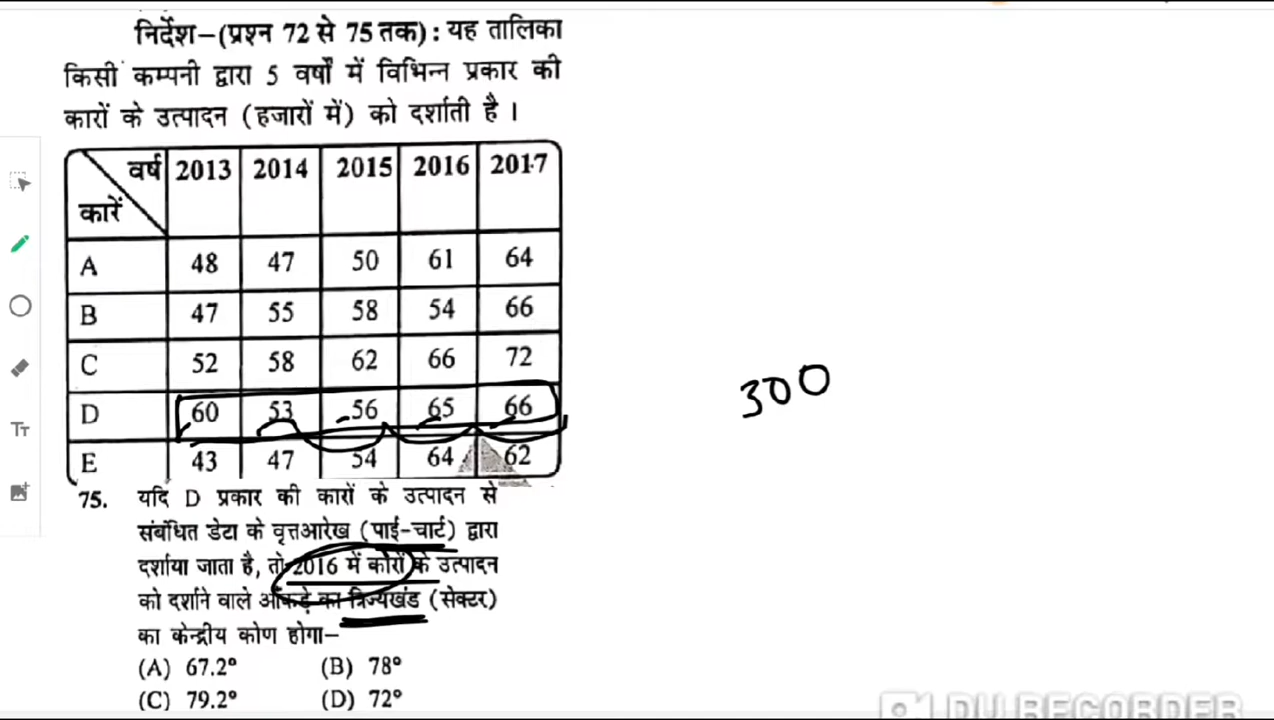 निर्देश–(प्रश्न 72 से 75 तक) : यह तालिका
किसी कम्पनी द्वारा 5 वर्षों में विभिन्न प्रकार की
कारों के उत्पादन (हजारों में) को दर्शाती है ।
वर्ष 2013 2014 2015 2016 2017
कारें
A 48 47 50 61 64
B 47 55 58 54 66
C 52 58 62 66 72
D 60 53 56 65 66
E 43 47 54 64 62
300
75. यदि D प्रकार की कारों के उत्पादन से
संबंधित डेटा के वृत्तआरेख (पाई-चार्ट) द्वारा
दर्शाया जाता है, तो 2016 में कारों के उत्पादन
को दर्शाने वाले आँकड़े का त्रिज्यखंड (सेक्टर)
का केन्द्रीय कोण होगा–
(A) 67.2° (B) 78°
(C) 79.2° (D) 72°
DU RECORDER
Tт